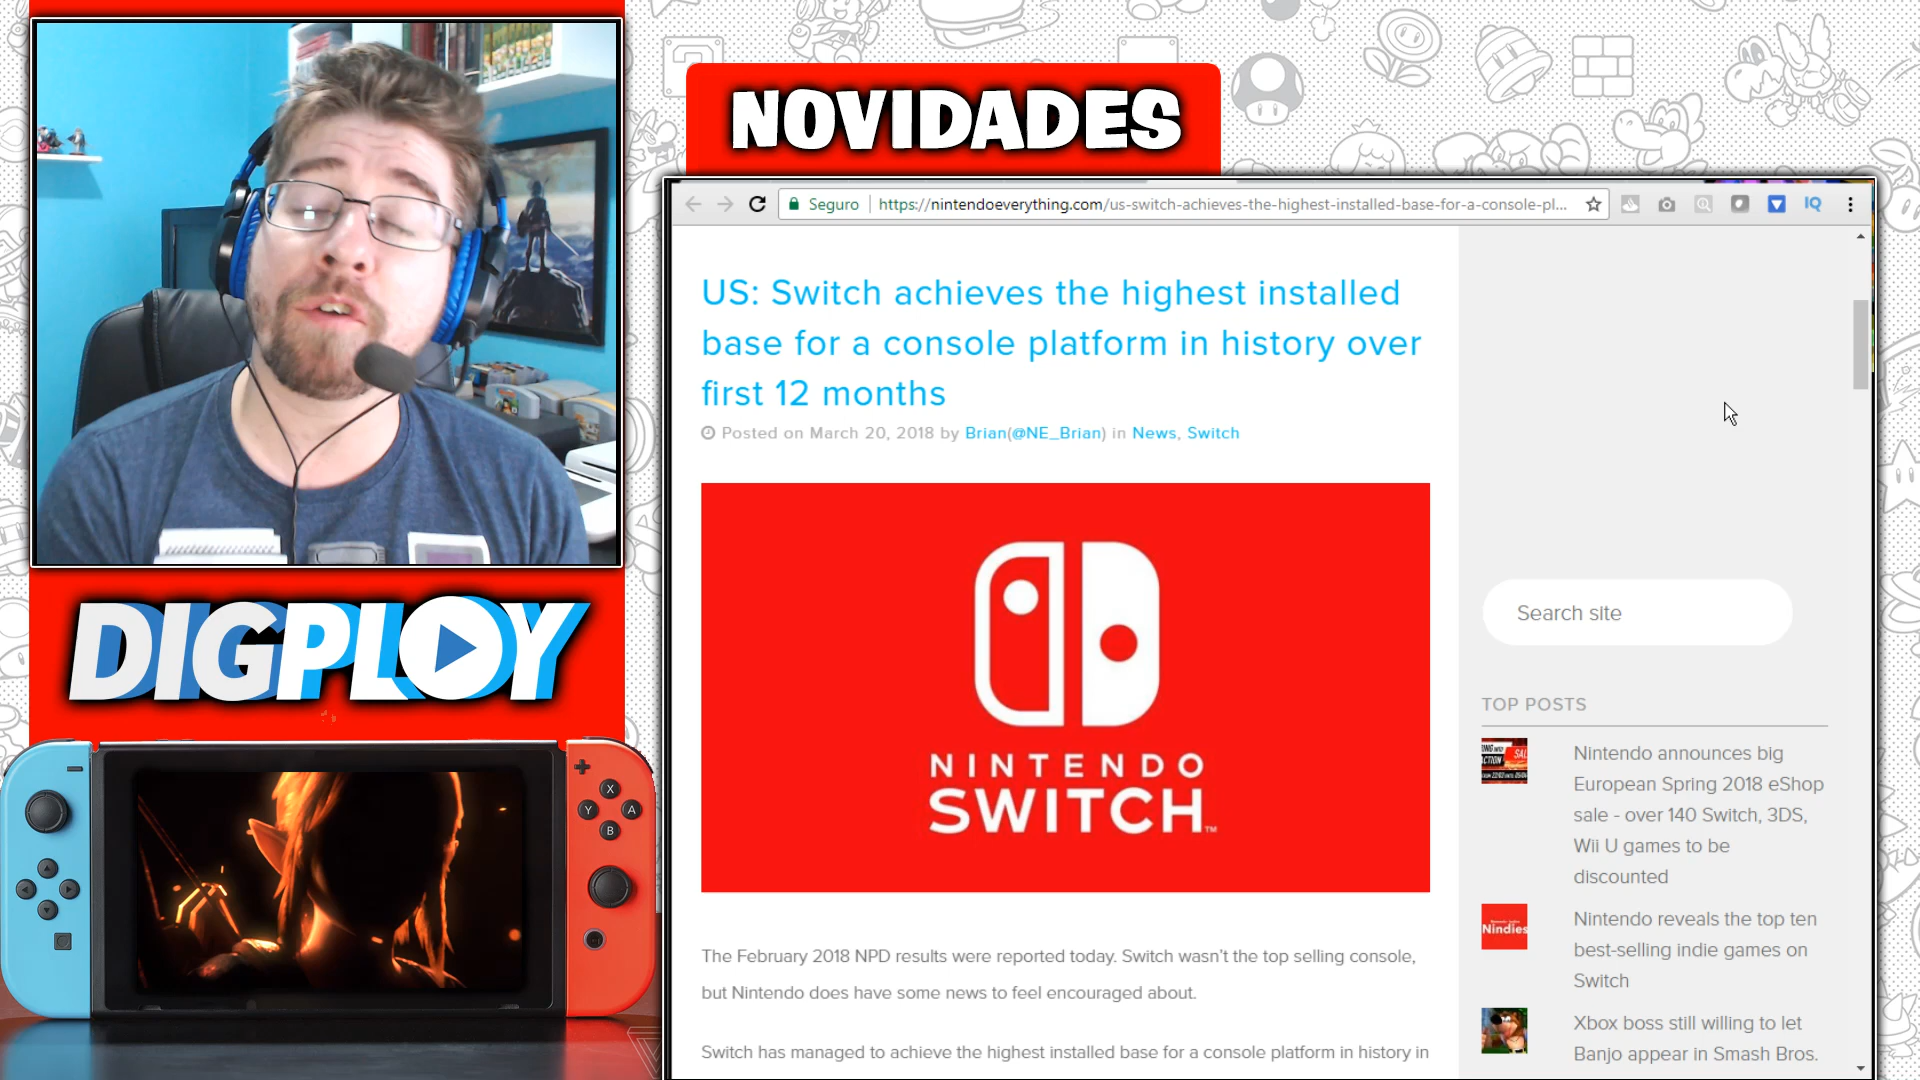 NOVIDADES
Seguro
https://nintendoeverything.com/us-switch-achieves-the-highest-installed-base-for-a-console-pl...
IQ
US: Switch achieves the highest installed
base for a console platform in history over
first 12 months
Posted on March 20, 2018 by Brian(@NE_Brian) in News, Switch
NINTENDO
SWITCH™
The February 2018 NPD results were reported today. Switch wasn't the top selling console,
but Nintendo does have some news to feel encouraged about.
Switch has managed to achieve the highest installed base for a console platform in history in
Search site
TOP POSTS
Nintendo announces big
European Spring 2018 eShop
sale - over 140 Switch, 3DS,
Wii U games to be
discounted
Nindies
Nintendo reveals the top ten
best-selling indie games on
Switch
Xbox boss still willing to let
Banjo appear in Smash Bros.
DIGPLOY
X
Y
A
B